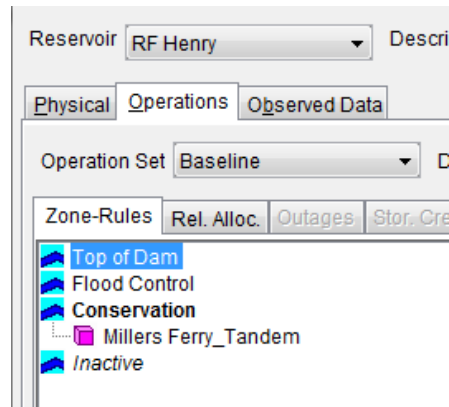 Reservoir RF Henry Descri
Physical Operations Observed Data
Operation Set Baseline D
Zone-Rules Rel. Alloc. Outages Stor. Cre
Top of Dam
Flood Control
Conservation
Millers Ferry_Tandem
Inactive